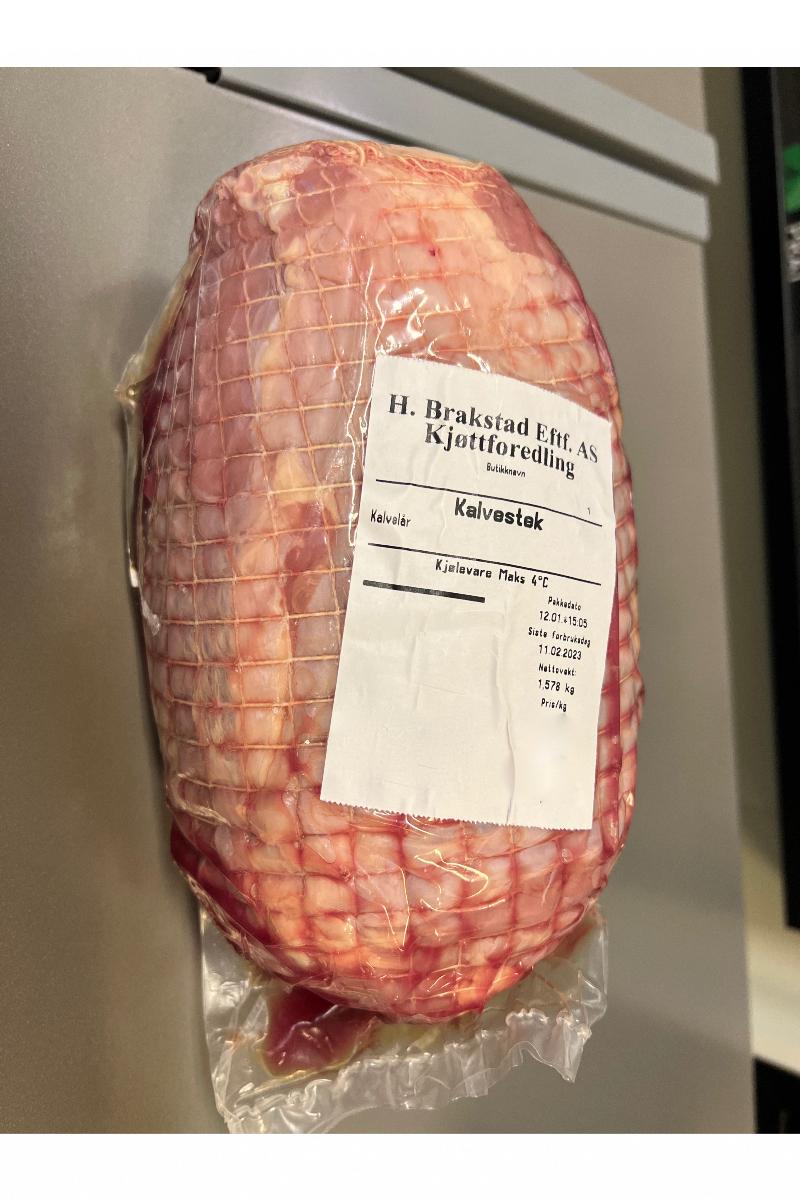 H. Brakstad Eftf. AS
Kjøttforedling
Butikknavn
1
Kalvestek
Kalvelår
Kjølevare Maks 4°C
Pakkedato
12.01.+15:05
Siste forbruksdag
11.02.2023
Nettovekt:
1,578 kg
Pris/kg